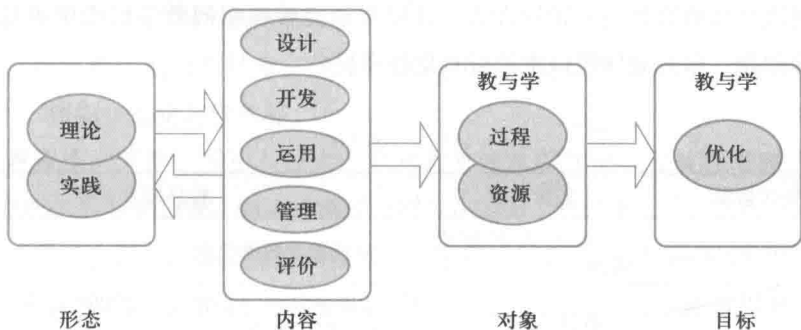 设计
开发
教与学
教与学
理论
过程
运用
优化
实践
资源
管理
评价
形态
内容
对象
目标